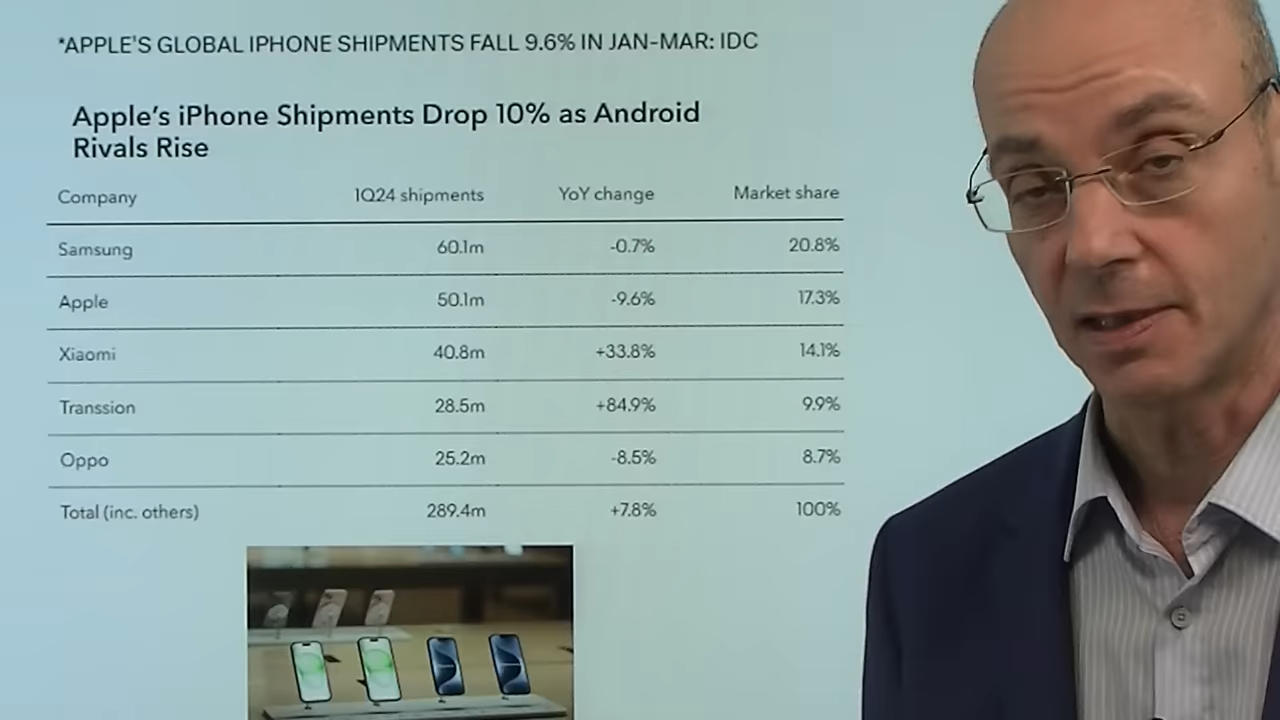 *APPLE'S GLOBAL IPHONE SHIPMENTS FALL 9.6% IN JAN-MAR: IDC
Apple's iPhone Shipments Drop 10% as Android
Rivals Rise
Company 1Q24 shipments YoY change Market share
Samsung 60.1m -0.7% 20.8%
Apple 50.1m -9.6% 17.3%
Xiaomi 40.8m +33.8% 14.1%
Transsion 28.5m +84.9% 9.9%
Oppo 25.2m -8.5% 8.7%
Total (inc. others) 289.4m +7.8% 100%